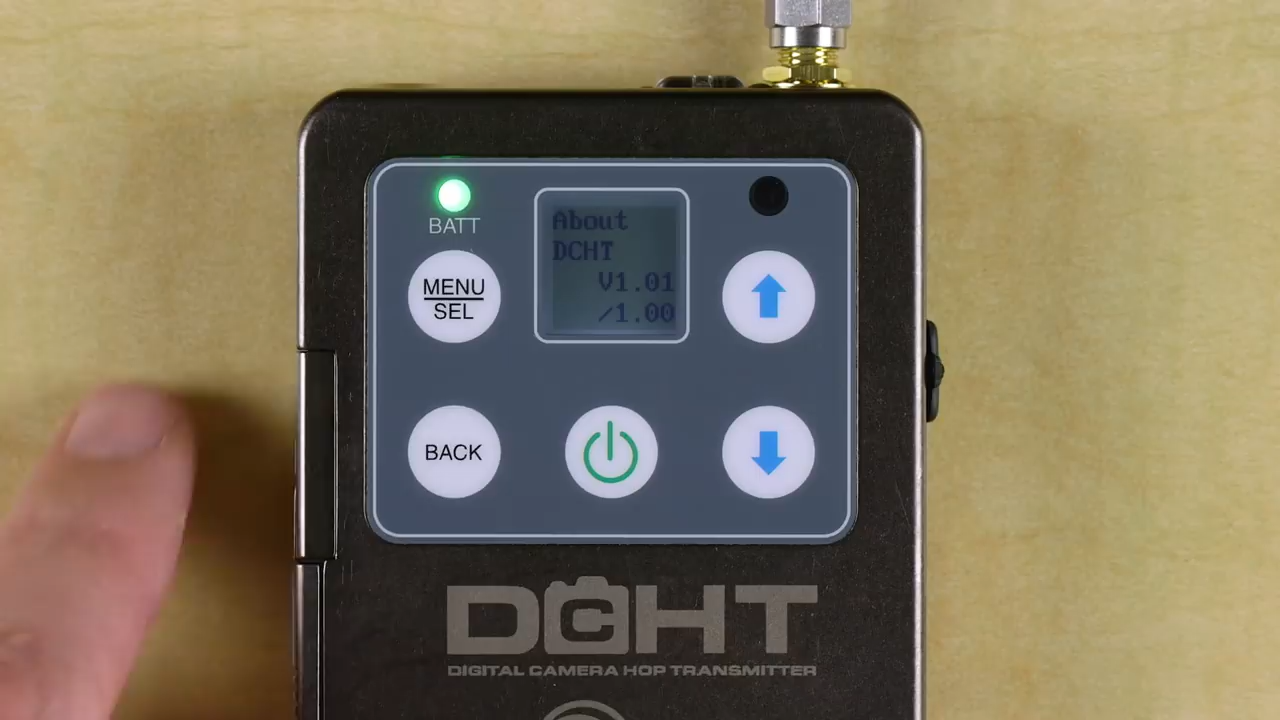 BATT
About
DCHT
V1.01
/1.00
MENU
SEL
BACK
DCHT
DIGITAL CAMERA HOP TRANSMITTER